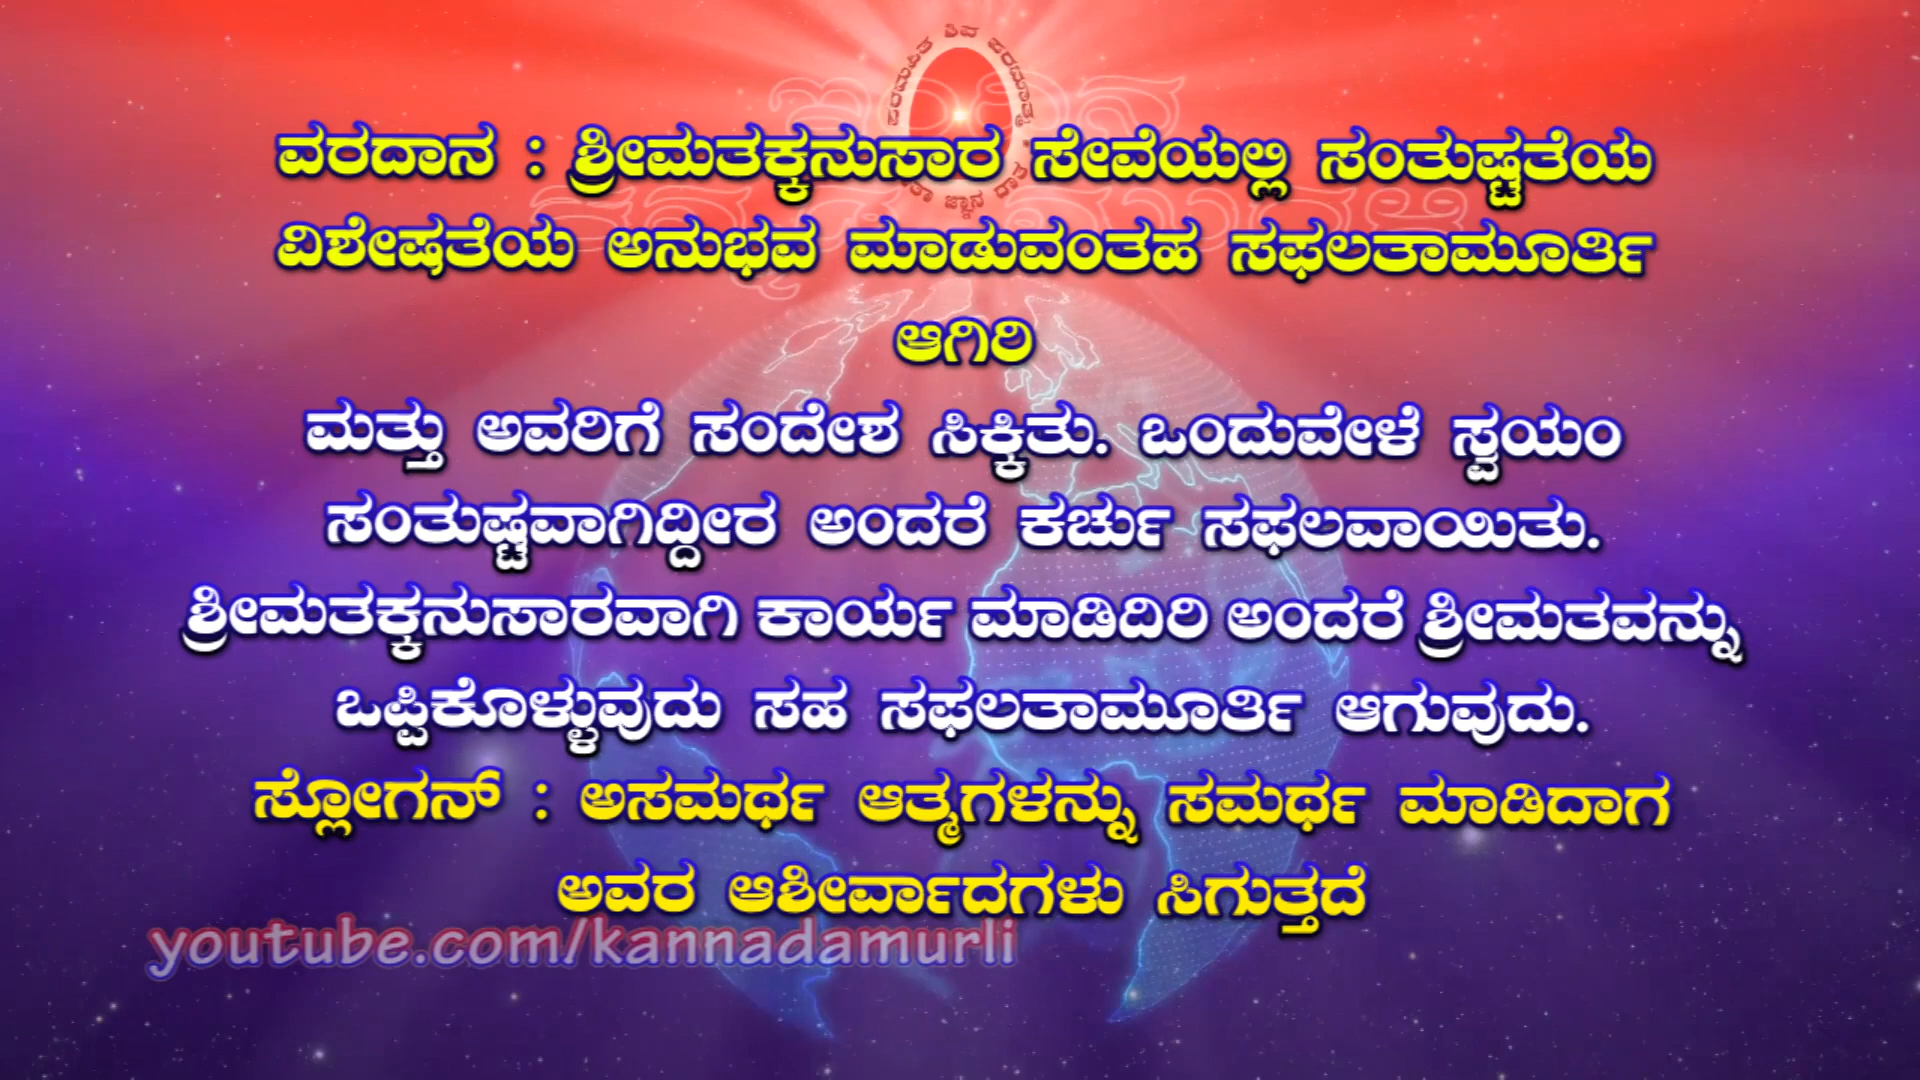 ವರದಾನ : ಶ್ರೀಮತಕ್ಕನುಸಾರ ಸೇವೆಯಲ್ಲಿ ಸಂತುಷ್ಟತೆಯ
ವಿಶೇಷತೆಯ ಅನುಭವ ಮಾಡುವಂತಹ ಸಫಲತಾಮೂರ್ತಿ
ಆಗಿರಿ
ಮತ್ತು ಅವರಿಗೆ ಸಂದೇಶ ಸಿಕ್ಕಿತು. ಒಂದುವೇಳೆ ಸ್ವಯಂ
ಸಂತುಷ್ಟವಾಗಿದ್ದೀರ ಅಂದರೆ ಕರ್ಚು ಸಫಲವಾಯಿತು.
ಶ್ರೀಮತಕ್ಕನುಸಾರವಾಗಿ ಕಾರ್ಯ ಮಾಡಿದಿರಿ ಅಂದರೆ ಶ್ರೀಮತವನ್ನು
ಒಪ್ಪಿಕೊಳ್ಳುವುದು ಸಹ ಸಫಲತಾಮೂರ್ತಿ ಆಗುವುದು.
ಸ್ಲೋಗನ್ : ಅಸಮರ್ಥ ಆತ್ಮಗಳನ್ನು ಸಮರ್ಥ ಮಾಡಿದಾಗ
ಅವರ ಆಶೀರ್ವಾದಗಳು ಸಿಗುತ್ತದೆ
youtube.com/kannadamurli